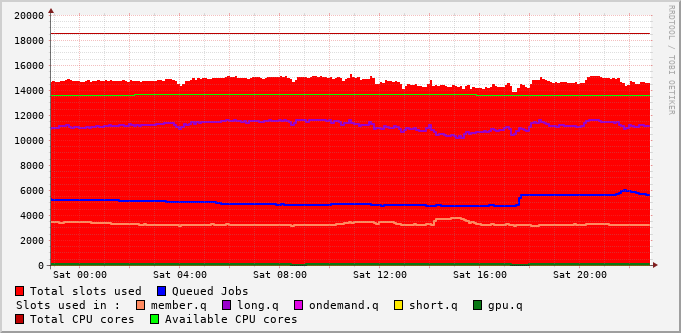 RRDTOOL / TOBI OETIKER
20000
18000
16000
14000
12000
10000
8000
6000
4000
2000
0
Sat 00:00 Sat 04:00 Sat 08:00 Sat 12:00 Sat 16:00 Sat 20:00
Total slots used Queued Jobs
Slots used in : member.q long.q ondemand.q short.q gpu.q
Total CPU cores Available CPU cores